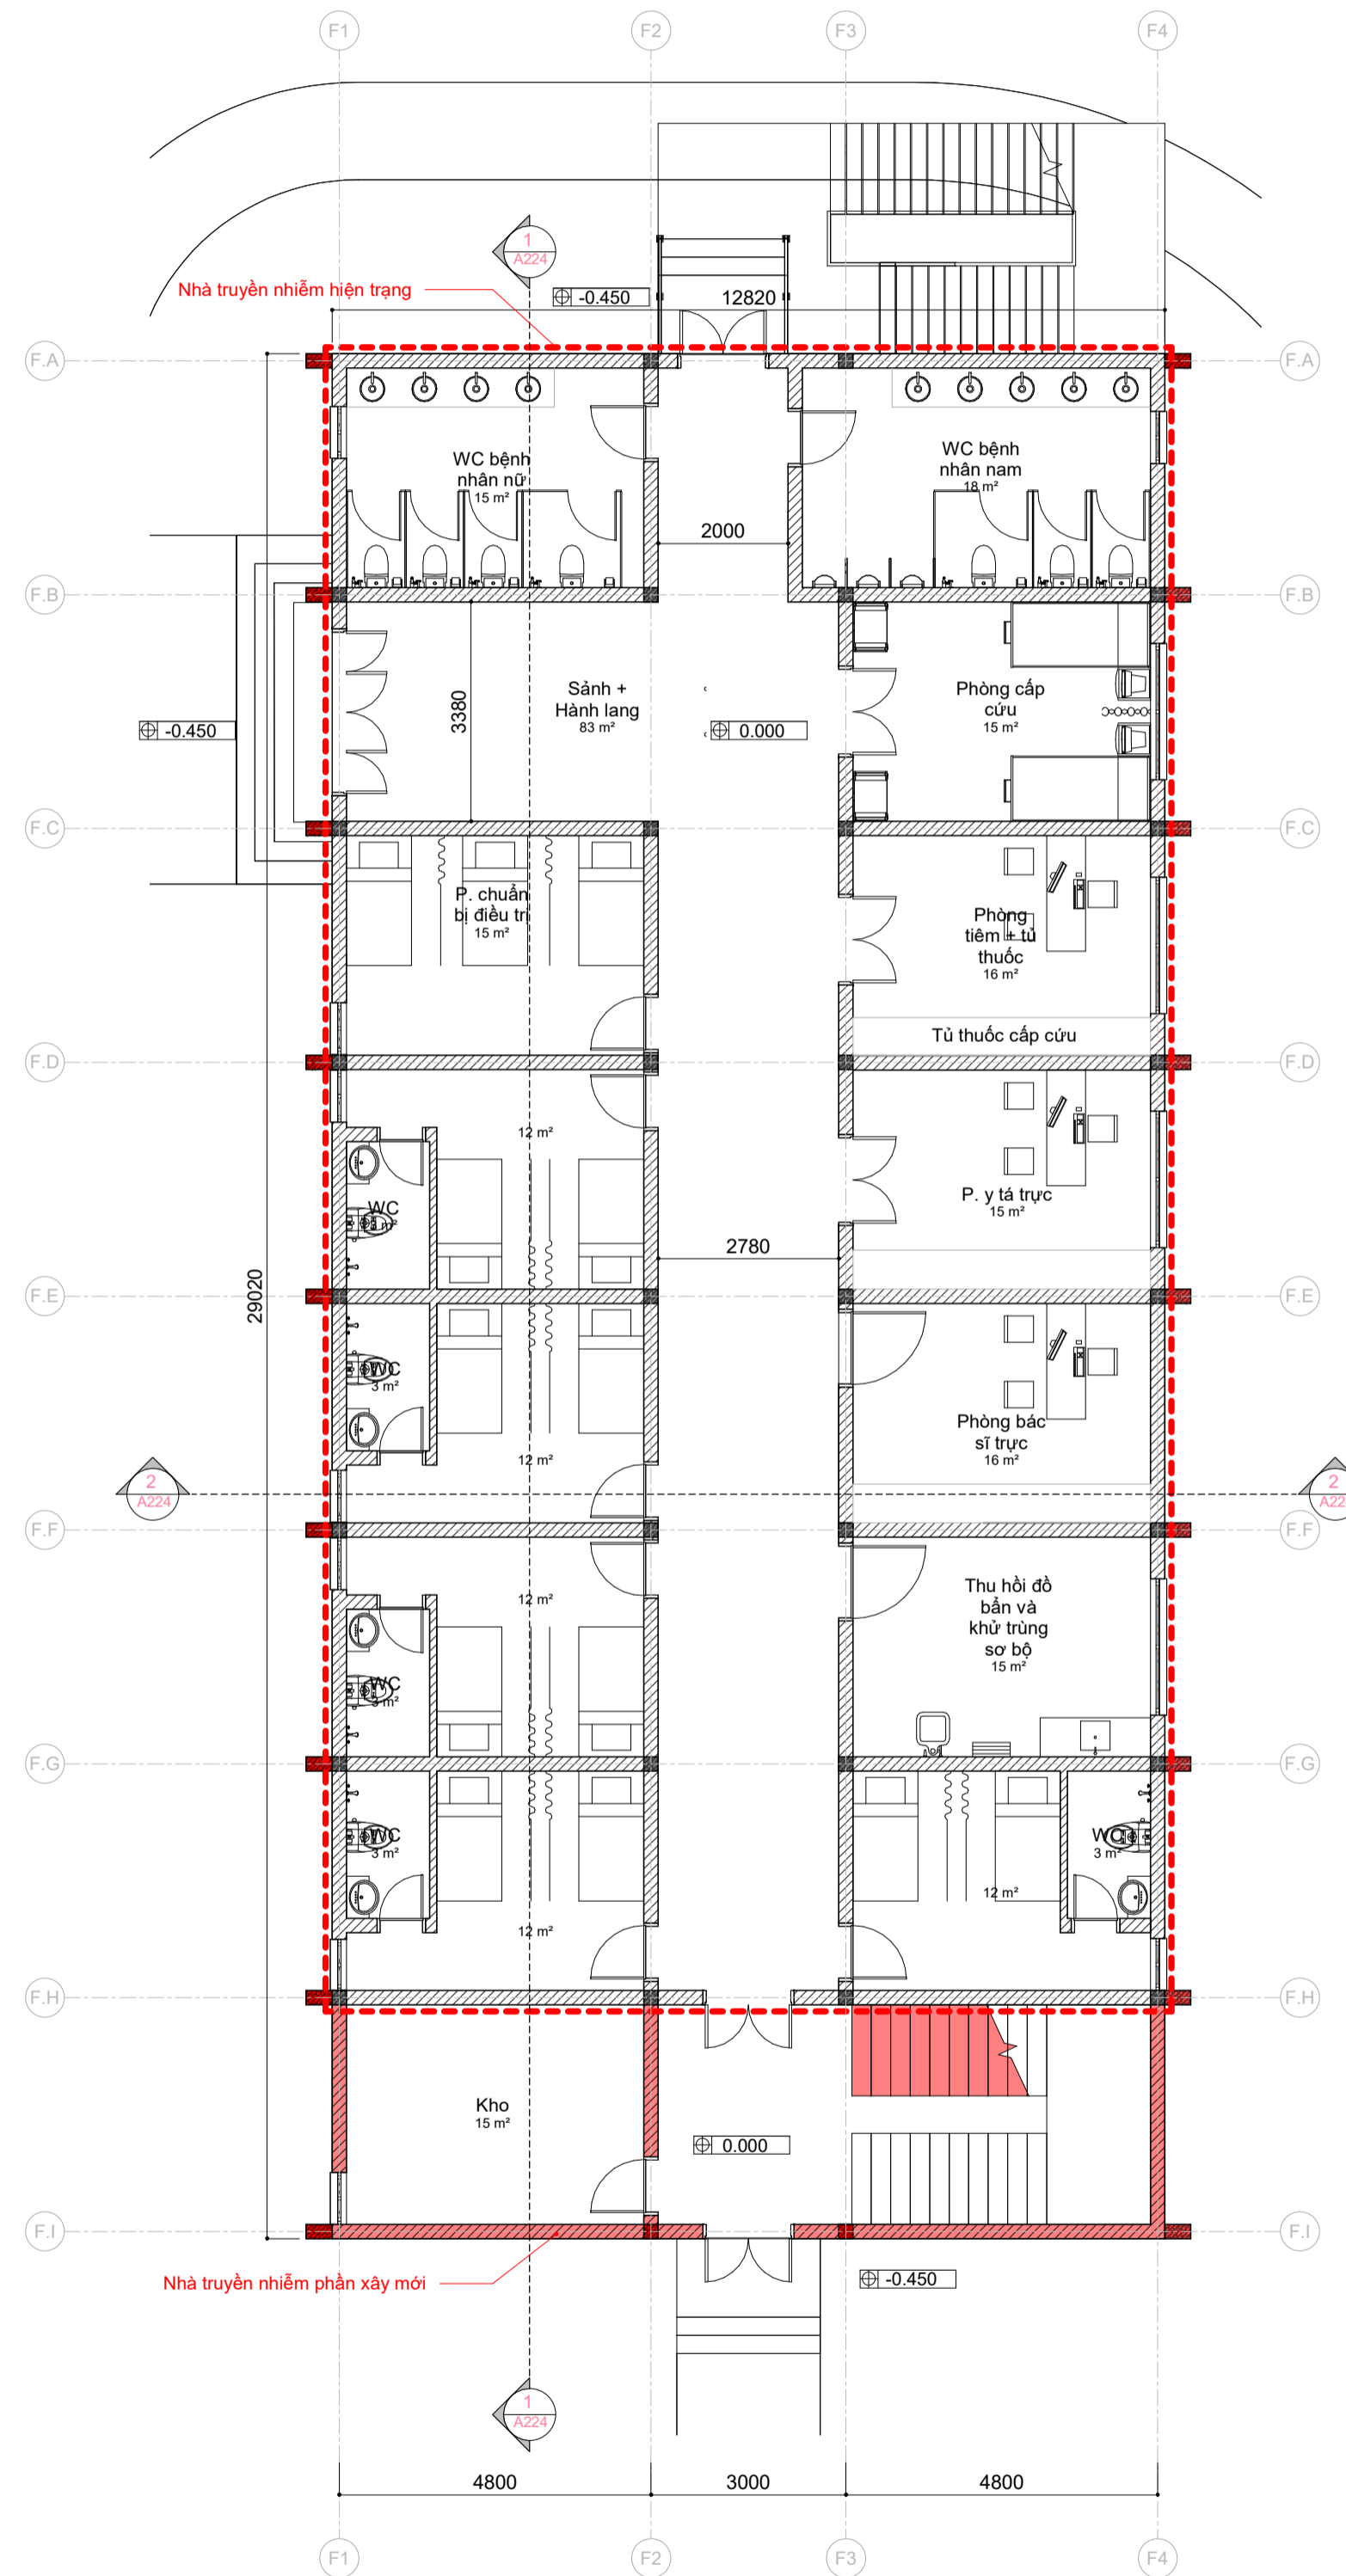 F1
F2
F3
F4
1
A224
Nhà truyền nhiễm hiện trạng
-0.450
12820
F.A
F.A
WC bệnh
nhân nữ
15 m²
WC bệnh
nhân nam
18 m²
2000
F.B
F.B
Sảnh +
Hành lang
83 m²
3380
-0.450
0.000
Phòng cấp
cứu
15 m²
F.C
F.C
P. chuẩn
bị điều trị
15 m²
Phòng
tiêm + tủ
thuốc
16 m²
Tủ thuốc cấp cứu
F.D
F.D
12 m²
WC
3 m²
P. y tá trực
15 m²
2780
29020
F.E
F.E
WC
3 m²
12 m²
Phòng bác
sĩ trực
16 m²
2
A224
2
A22
F.F
F.F
12 m²
Thu hồi đồ
bẩn và
khử trùng
sơ bộ
15 m²
WC
3 m²
F.G
F.G
WC
3 m²
WC
3 m²
12 m²
12 m²
F.H
F.H
Kho
15 m²
0.000
F.I
F.I
Nhà truyền nhiễm phần xây mới
-0.450
1
A224
4800
3000
4800
F1
F2
F3
F4